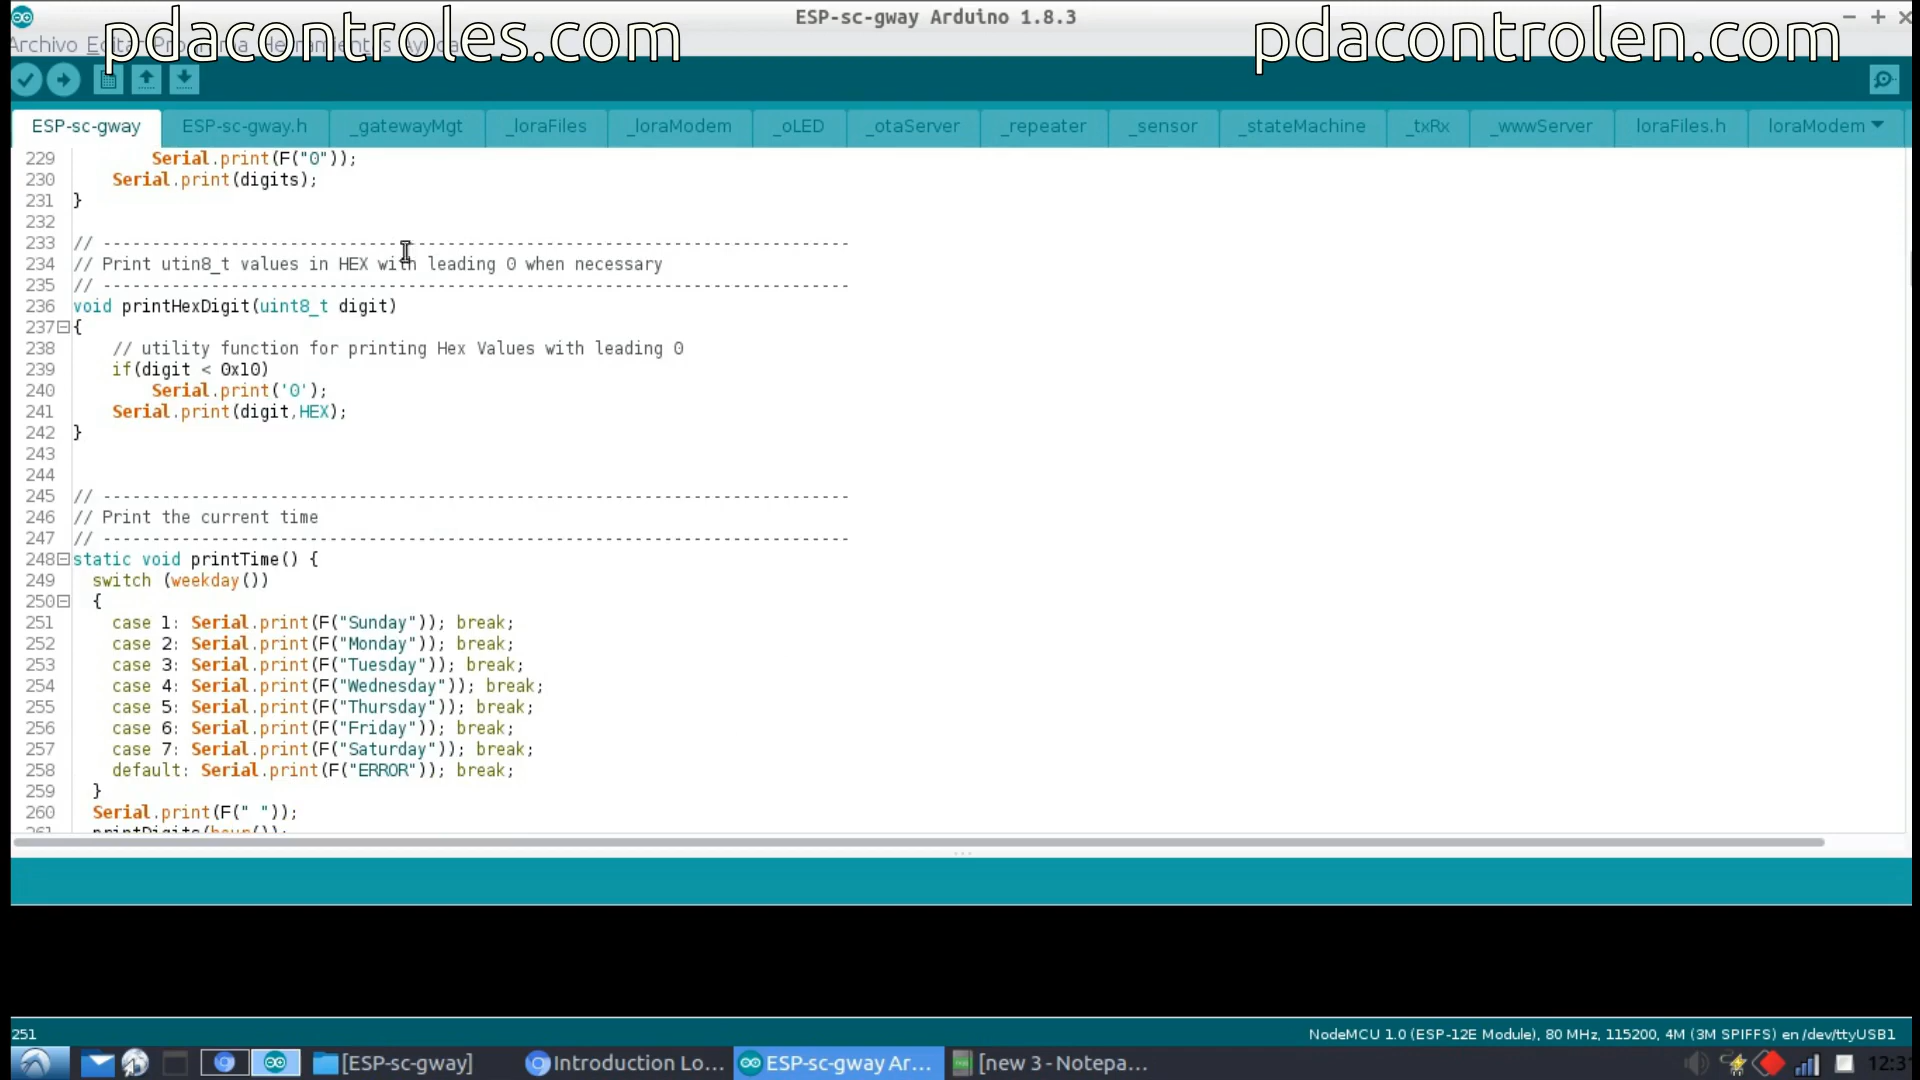 ESP-sc-gway Arduino 1.8.3
pdacontroles.com
pdacontrolen.com
Archivo
ESP-sc-gway ESP-sc-gway.h _gatewayMgt _loraFiles _loraModem _oLED _otaServer _repeater _sensor _stateMachine _txRx _wwwServer loraFiles.h loraModem
229 Serial.print(F("0"));
230 Serial.print(digits);
231 }
232
233 // ----------------------------------------------------------------------------
234 // Print utin8_t values in HEX with leading 0 when necessary
235 // ----------------------------------------------------------------------------
236 void printHexDigit(uint8_t digit)
237 {
238 // utility function for printing Hex Values with leading 0
239 if(digit < 0x10)
240 Serial.print('0');
241 Serial.print(digit,HEX);
242 }
243
244
245 // ----------------------------------------------------------------------------
246 // Print the current time
247 // ----------------------------------------------------------------------------
248 static void printTime() {
249 switch (weekday())
250 {
251 case 1: Serial.print(F("Sunday")); break;
252 case 2: Serial.print(F("Monday")); break;
253 case 3: Serial.print(F("Tuesday")); break;
254 case 4: Serial.print(F("Wednesday")); break;
255 case 5: Serial.print(F("Thursday")); break;
256 case 6: Serial.print(F("Friday")); break;
257 case 7: Serial.print(F("Saturday")); break;
258 default: Serial.print(F("ERROR")); break;
259 }
260 Serial.print(F(" "));
261 printDigits(hour());
251
NodeMCU 1.0 (ESP-12E Module), 80 MHz, 115200, 4M (3M SPIFFS) en /dev/ttyUSB1
[ESP-sc-gway] Introduction Lo... ESP-sc-gway Ar... [new 3 - Notepa...